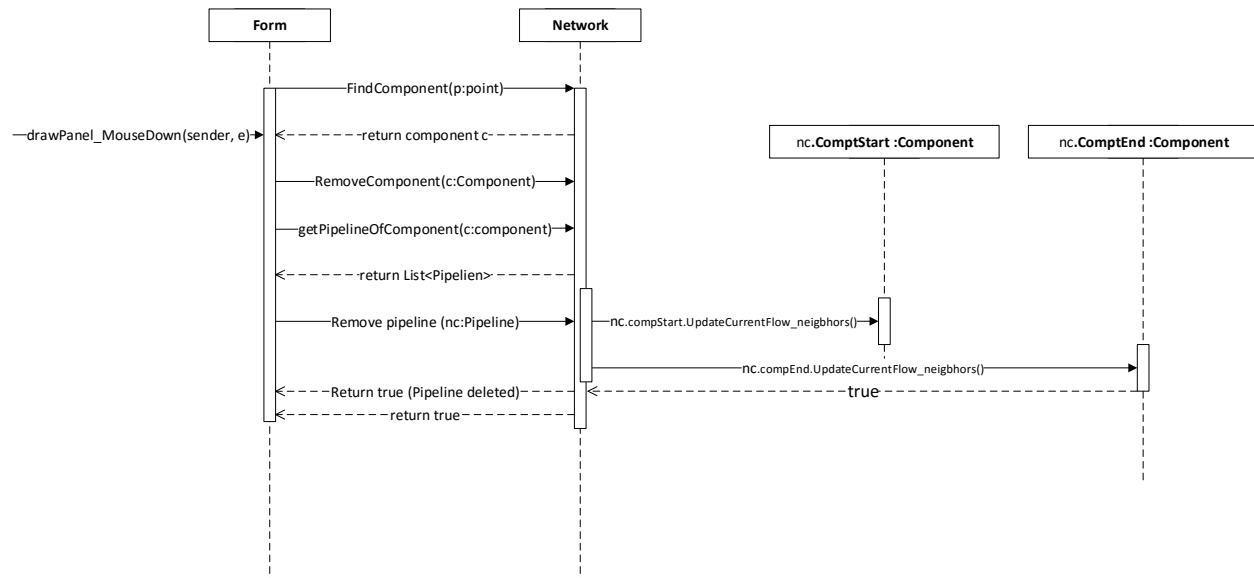 Form
Network
FindComponent(p:point)
drawPanel_MouseDown(sender, e)
return component c
nc.ComptStart :Component
nc.ComptEnd :Component
RemoveComponent(c:Component)
getPipelineOfComponent(c:component)
return List<Pipelien>
Remove pipeline (nc:Pipeline)
nc.compStart.UpdateCurrentFlow_neigbhors()
nc.compEnd.UpdateCurrentFlow_neigbhors()
Return true (Pipeline deleted)
true
return true